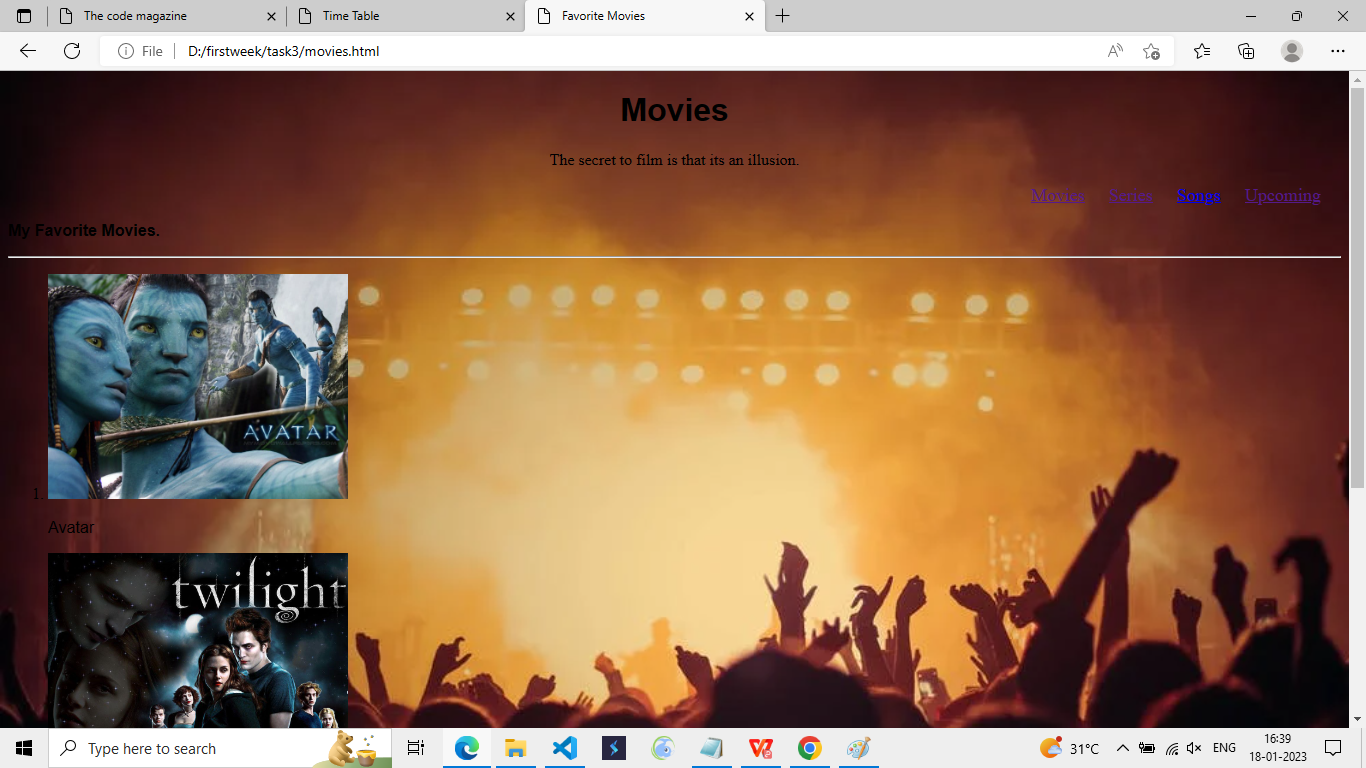 The code magazine
Time Table
Favorite Movies
File
D:/firstweek/task3/movies.html
Movies
The secret to film is that its an illusion.
Movies Series Songs Upcoming
My Favorite Movies.
AVATAR
1.
Avatar
twilight
Type here to search
31°C
ENG
16:39
18-01-2023